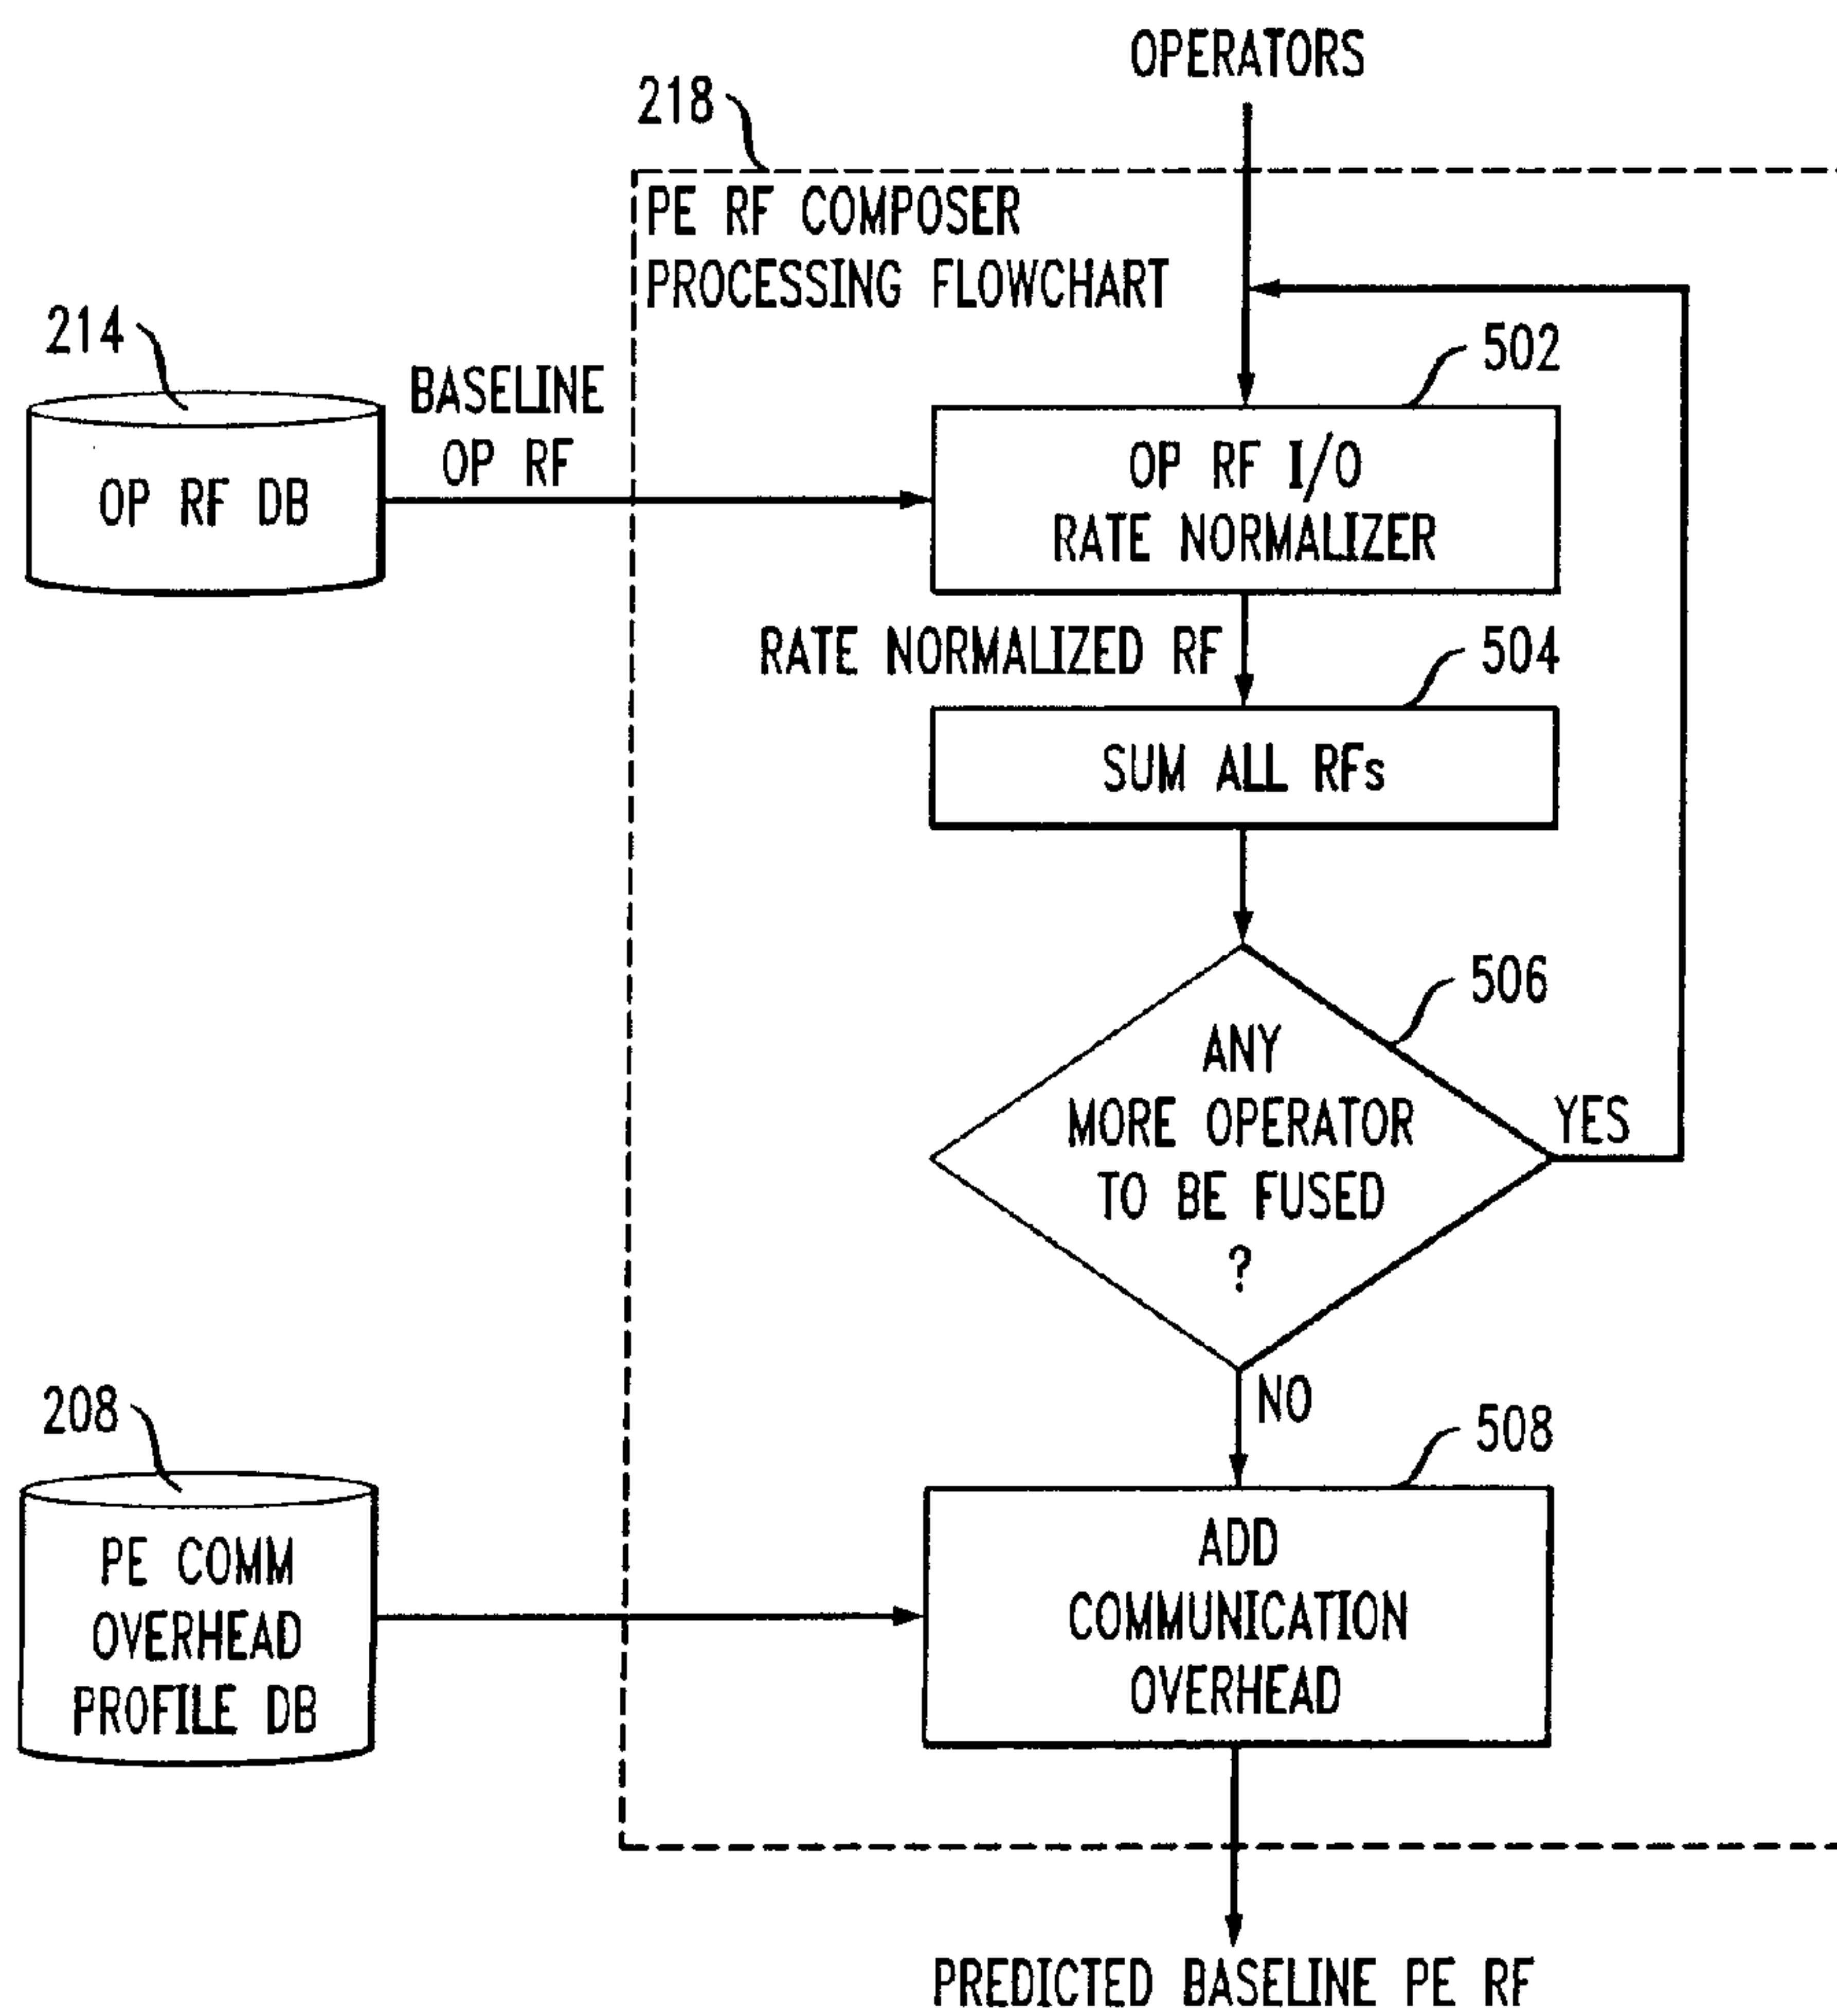 OPERATORS
218
PE RF COMPOSER
PROCESSING FLOWCHART
214
BASELINE
OP RF
OP RF DB
502
OP RF I/O
RATE NORMALIZER
RATE NORMALIZED RF
504
SUM ALL RFs
506
ANY
MORE OPERATOR
TO BE FUSED
?
YES
NO
208
PE COMM
OVERHEAD
PROFILE DB
508
ADD
COMMUNICATION
OVERHEAD
PREDICTED BASELINE PE RF